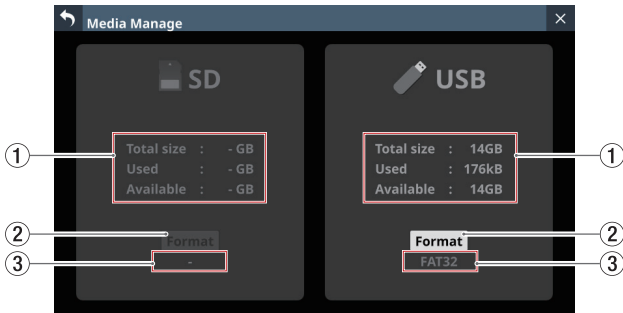 Media Manage
SD
Total size : - GB
Used : - GB
Available : - GB
Format
-
USB
Total size : 14GB
Used : 176kB
Available : 14GB
Format
FAT32
1
2
3
1
2
3